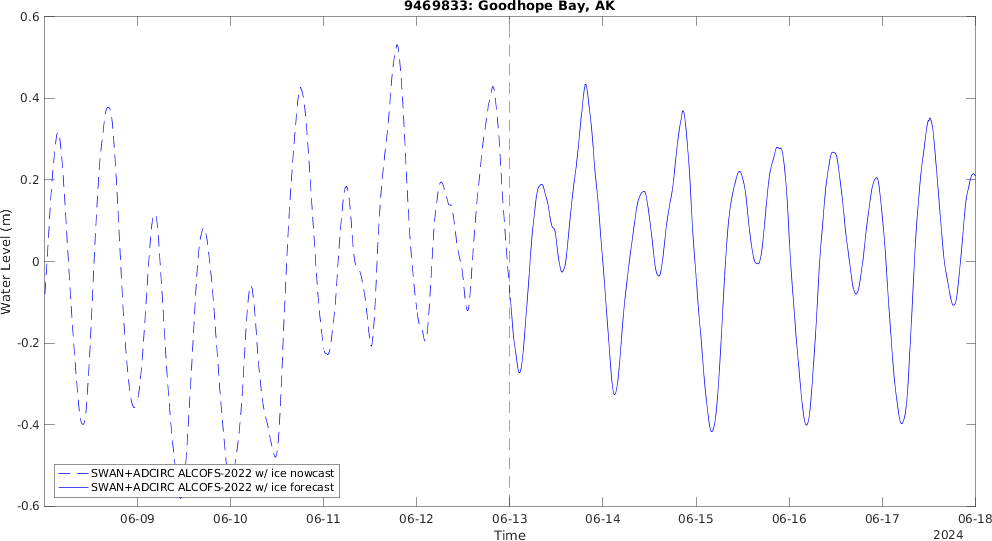 9469833: Goodhope Bay, AK
0.6
0.4
0.2
0
-0.2
-0.4
-0.6
Water Level (m)
SWAN+ADCIRC ALCOFS-2022 w/ ice nowcast
SWAN+ADCIRC ALCOFS-2022 w/ ice forecast
06-09 06-10 06-11 06-12 06-13 06-14 06-15 06-16 06-17 06-18
Time
2024